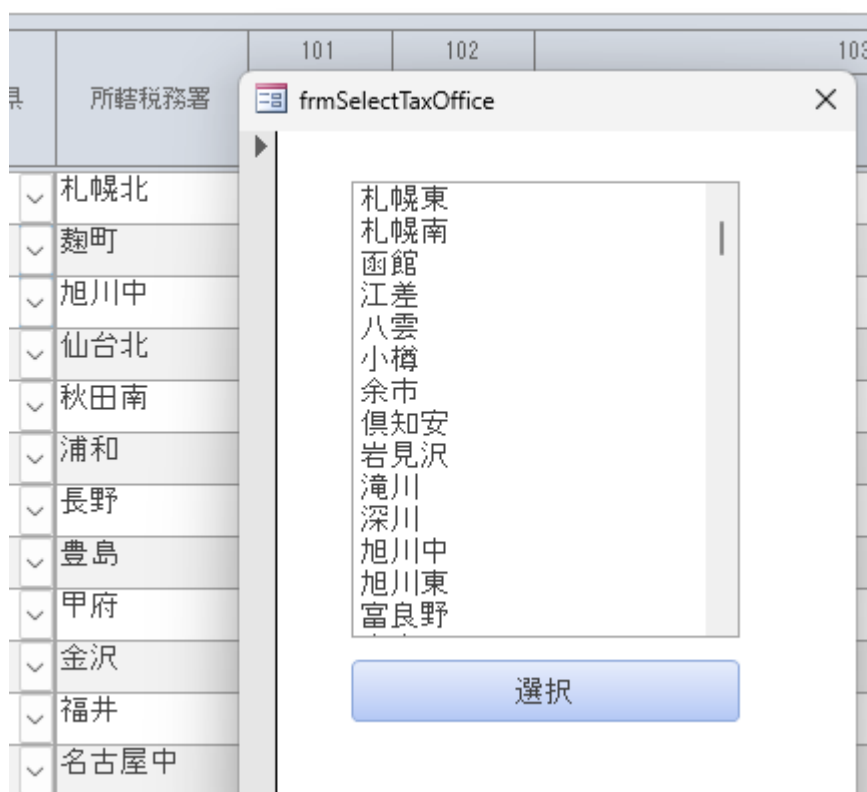 101 102 103
県 所轄税務署
frmSelectTaxOffice
札幌北
麹町
旭川中
仙台北
秋田南
浦和
長野
豊島
甲府
金沢
福井
名古屋中
札幌東
札幌南
函館
江差
八雲
小樽
余市
倶知安
岩見沢
滝川
深川
旭川中
旭川東
富良野
選択